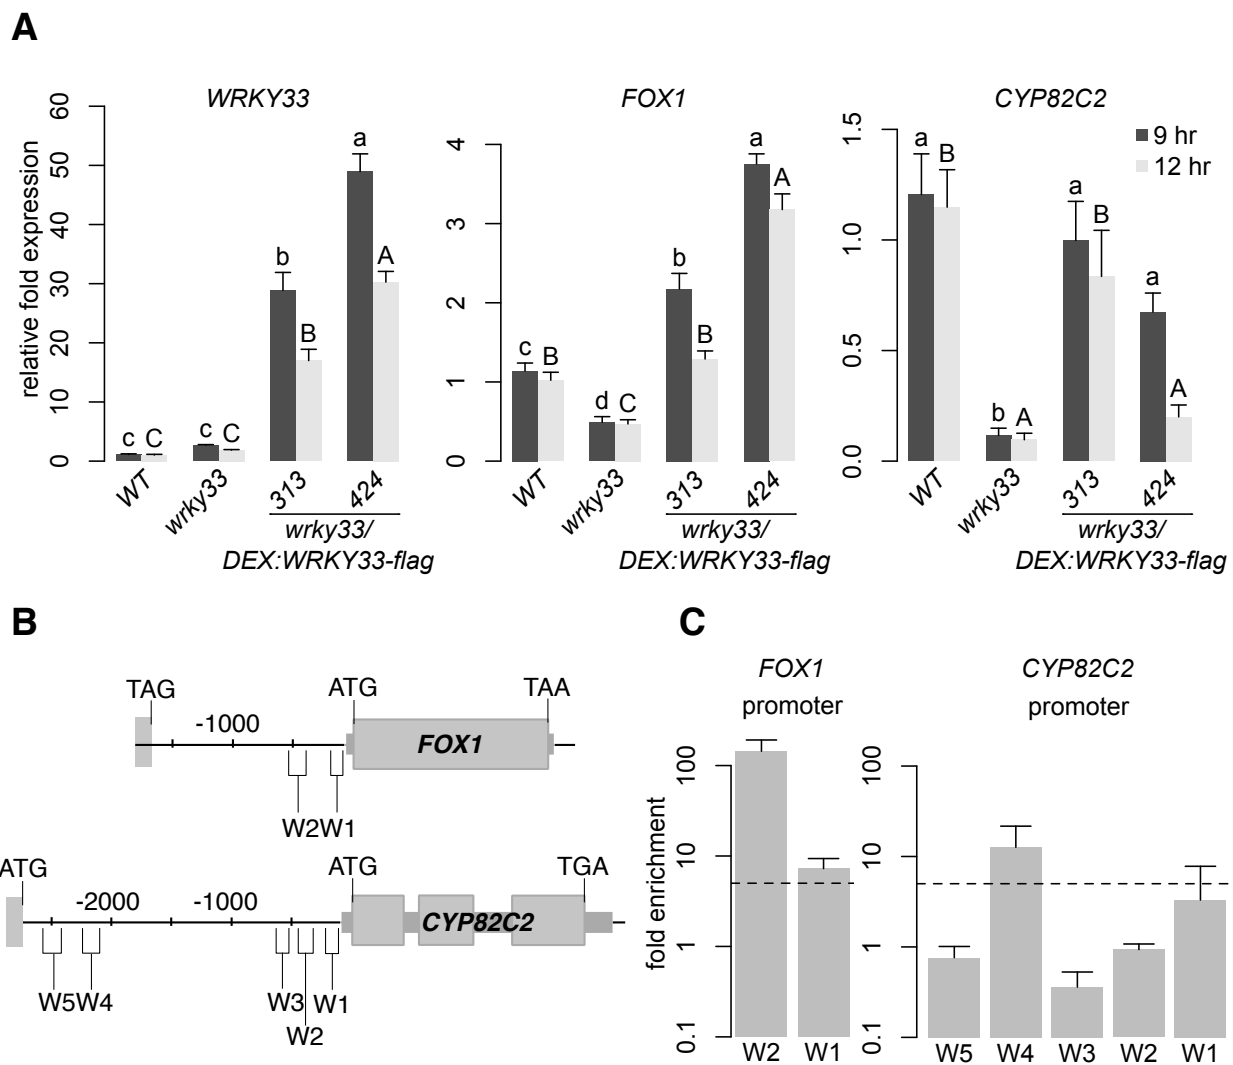 A
WRKY33
FOX1
CYP82C2
relative fold expression
60
50
40
30
20
10
0
c C
c C
b
B
a
A
WT
wrky33
313
424
wrky33/
DEX:WRKY33-flag
4
3
2
1
0
c
B
d
C
b
B
a
A
WT
wrky33
313
424
wrky33/
DEX:WRKY33-flag
1.5
1.0
0.5
0.0
a
B
b
A
a
B
a
A
9 hr
12 hr
WT
wrky33
313
424
wrky33/
DEX:WRKY33-flag
B
TAG
ATG
TAA
-1000
FOX1
W2 W1
ATG
ATG
TGA
-2000
-1000
CYP82C2
W5 W4
W3
W1
W2
C
FOX1
promoter
CYP82C2
promoter
fold enrichment
100
10
1
0.1
W2 W1
100
10
1
0.1
W5 W4 W3 W2 W1